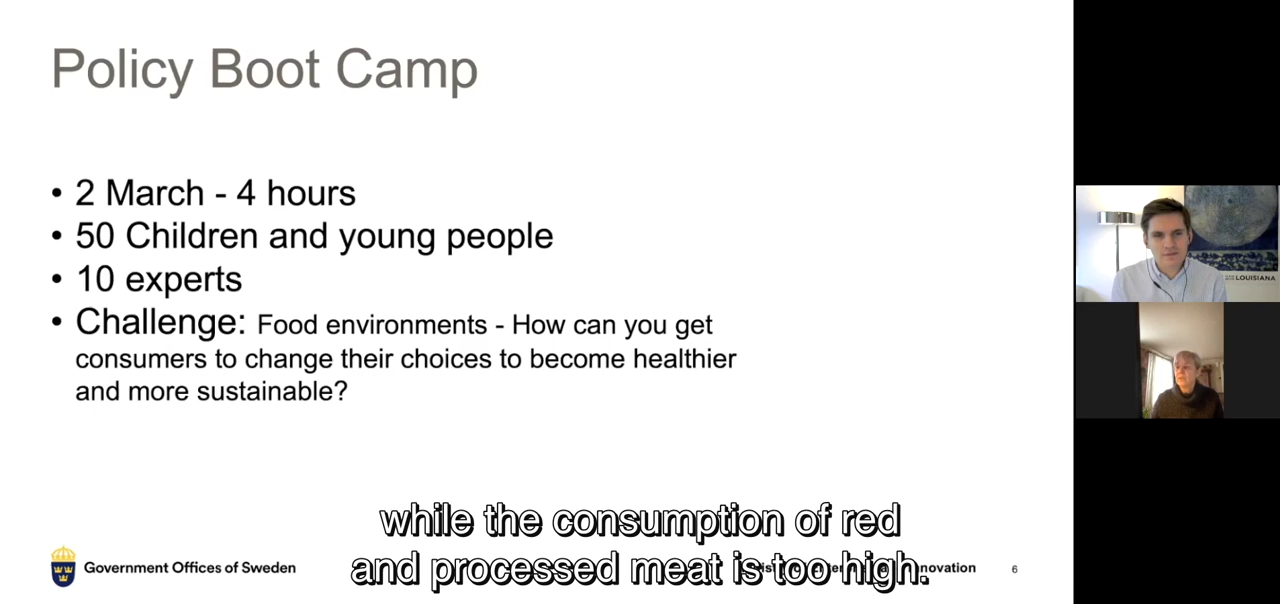 Policy Boot Camp
• 2 March - 4 hours
• 50 Children and young people
• 10 experts
• Challenge: Food environments - How can you get
consumers to change their choices to become healthier
and more sustainable?
LOUISIANA
while the consumption of red
and processed meat is too high.
Government Offices of Sweden
6